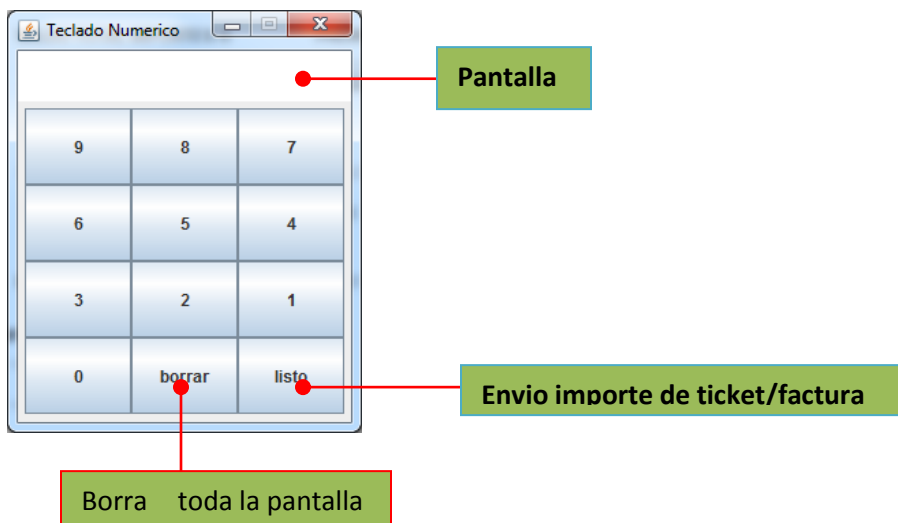 Teclado Numerico
Pantalla
9 8 7
6 5 4
3 2 1
0 borrar listo
Envio importe de ticket/factura
Borra toda la pantalla